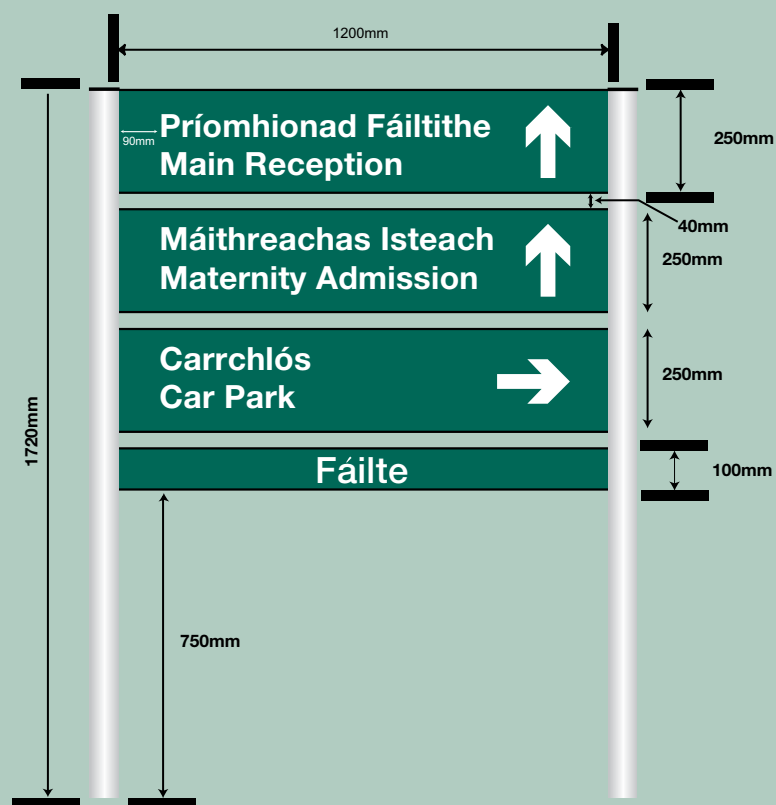 1200mm
Príomhionad Fáiltithe
Main Reception
90mm
250mm
40mm
Máithreachas Isteach
Maternity Admission
250mm
Carrchlós
Car Park
250mm
1720mm
Fáilte
100mm
750mm